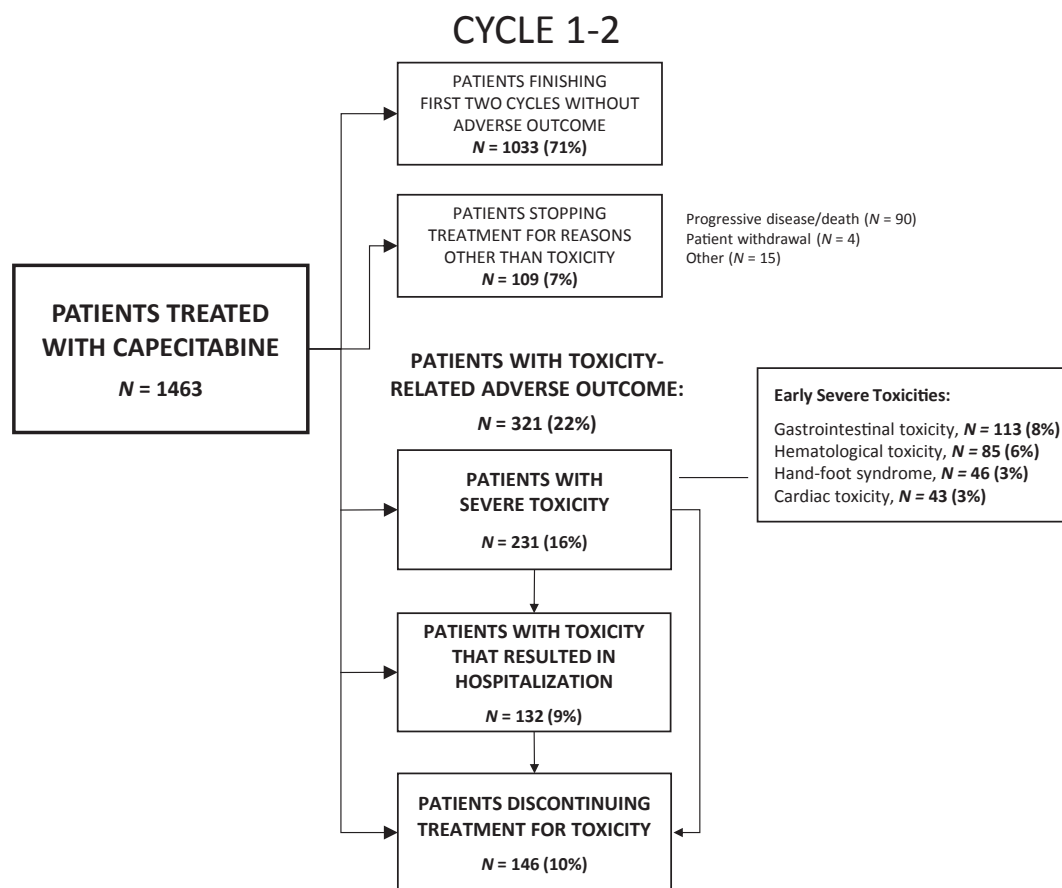 CYCLE 1-2
PATIENTS FINISHING
FIRST TWO CYCLES WITHOUT
ADVERSE OUTCOME
N = 1033 (71%)
PATIENTS STOPPING
TREATMENT FOR REASONS
OTHER THAN TOXICITY
N = 109 (7%)
Progressive disease/death (N = 90)
Patient withdrawal (N = 4)
Other (N = 15)
PATIENTS TREATED
WITH CAPECITABINE
N = 1463
PATIENTS WITH TOXICITY-
RELATED ADVERSE OUTCOME:
N = 321 (22%)
Early Severe Toxicities:
Gastrointestinal toxicity, N = 113 (8%)
Hematological toxicity, N = 85 (6%)
Hand-foot syndrome, N = 46 (3%)
Cardiac toxicity, N = 43 (3%)
PATIENTS WITH
SEVERE TOXICITY
N = 231 (16%)
PATIENTS WITH TOXICITY
THAT RESULTED IN
HOSPITALIZATION
N = 132 (9%)
PATIENTS DISCONTINUING
TREATMENT FOR TOXICITY
N = 146 (10%)